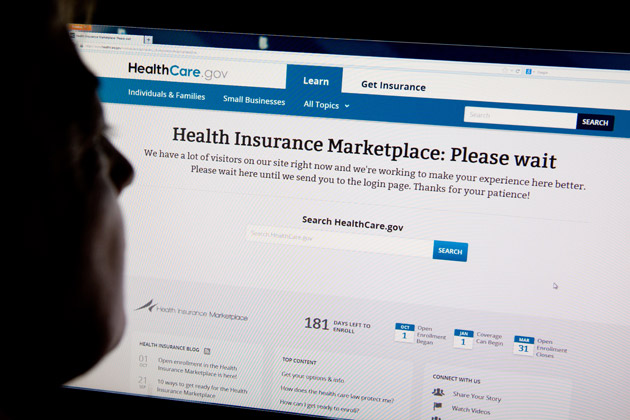 HealthCare.gov
Learn
Get Insurance
Individuals & Families
Small Businesses
All Topics
Search
SEARCH
Health Insurance Marketplace: Please wait
We have a lot of visitors on our site right now and we're working to make your experience here better.
Please wait here until we send you to the login page. Thanks for your patience!
Search HealthCare.gov
Search HealthCare.gov
SEARCH
Health Insurance Marketplace
181 DAYS LEFT TO
ENROLL
OCT
1
Open
Enrollment
Began
JAN
1
Coverage
Can Begin
MAR
31
Open
Enrollment
Closes
HEALTH INSURANCE BLOG
01
OCT
Open enrollment in the Health
Insurance Marketplace is here!
21
SEP
10 ways to get ready for the Health
Insurance Marketplace
TOP CONTENT
Get your options & info
How does the health care law protect me?
How can I get ready to enroll?
CONNECT WITH US
Share Your Story
Watch Videos